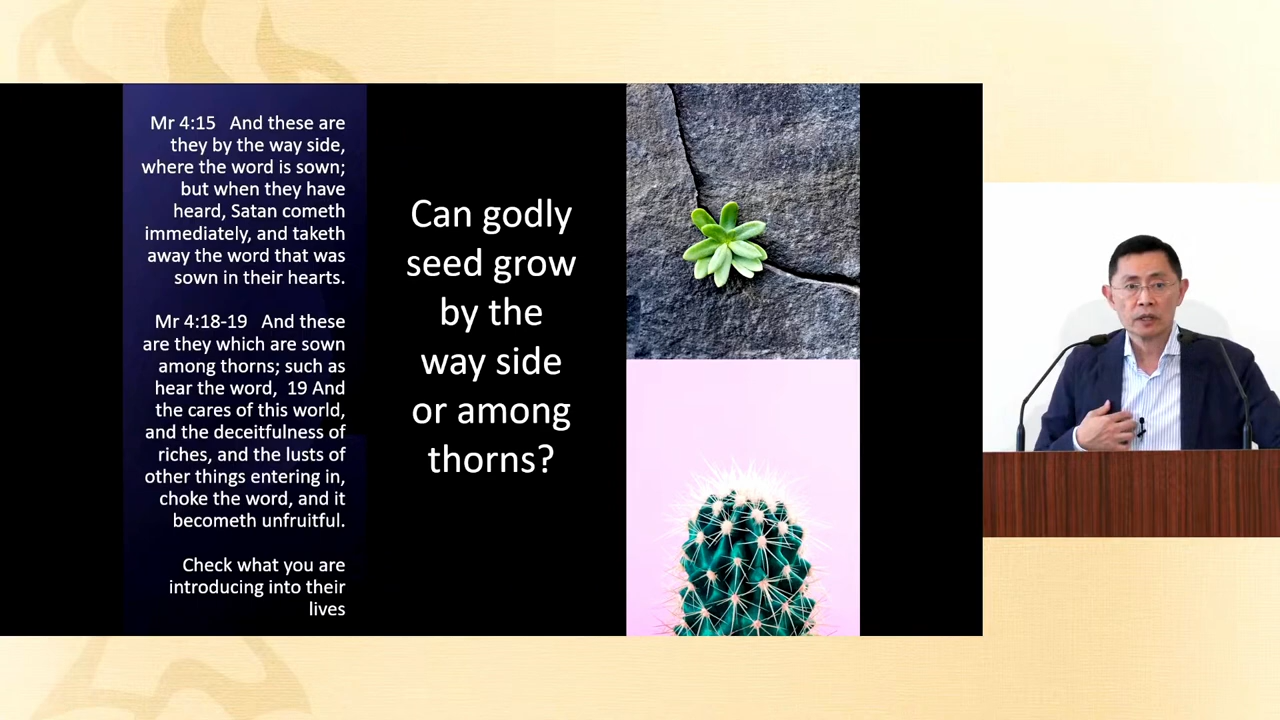 Mr 4:15 And these are
they by the way side,
where the word is sown;
but when they have
heard, Satan cometh
immediately, and taketh
away the word that was
sown in their hearts.
Mr 4:18-19 And these
are they which are sown
among thorns; such as
hear the word, 19 And
the cares of this world,
and the deceitfulness of
riches, and the lusts of
other things entering in,
choke the word, and it
becometh unfruitful.
Check what you are
introducing into their
lives
Can godly
seed grow
by the
way side
or among
thorns?